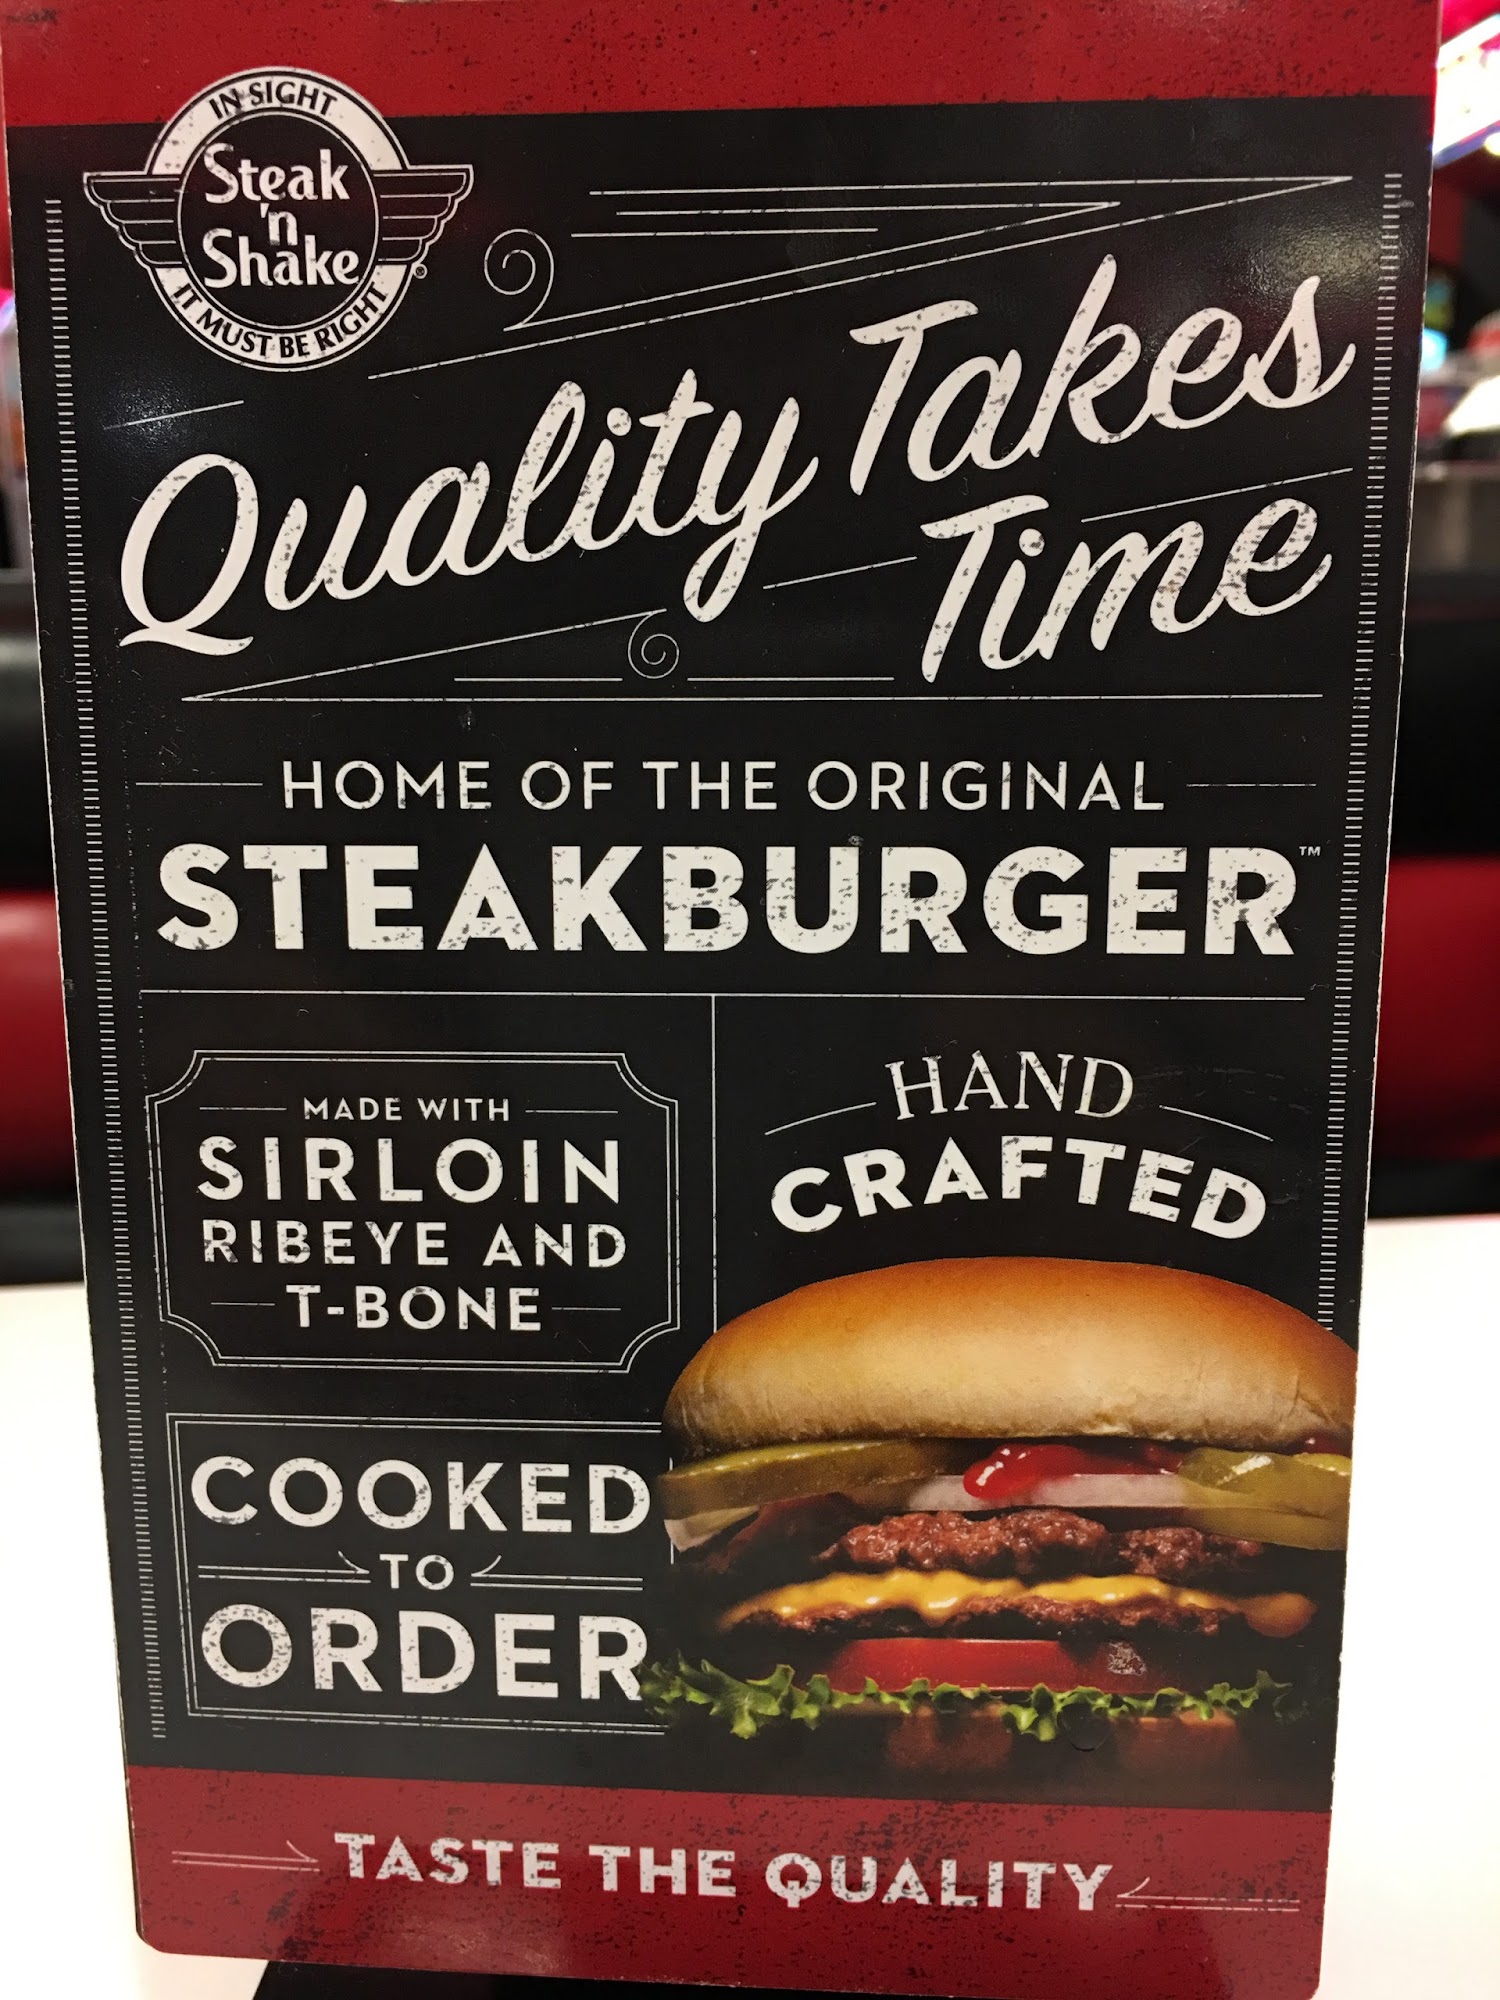 IN SIGHT
Steak
'n
Shake®
IT MUST BE RIGHT
Quality Takes
Time
HOME OF THE ORIGINAL
STEAKBURGER™
MADE WITH
SIRLOIN
RIBEYE AND
T-BONE
HAND
CRAFTED
COOKED
TO
ORDER
TASTE THE QUALITY